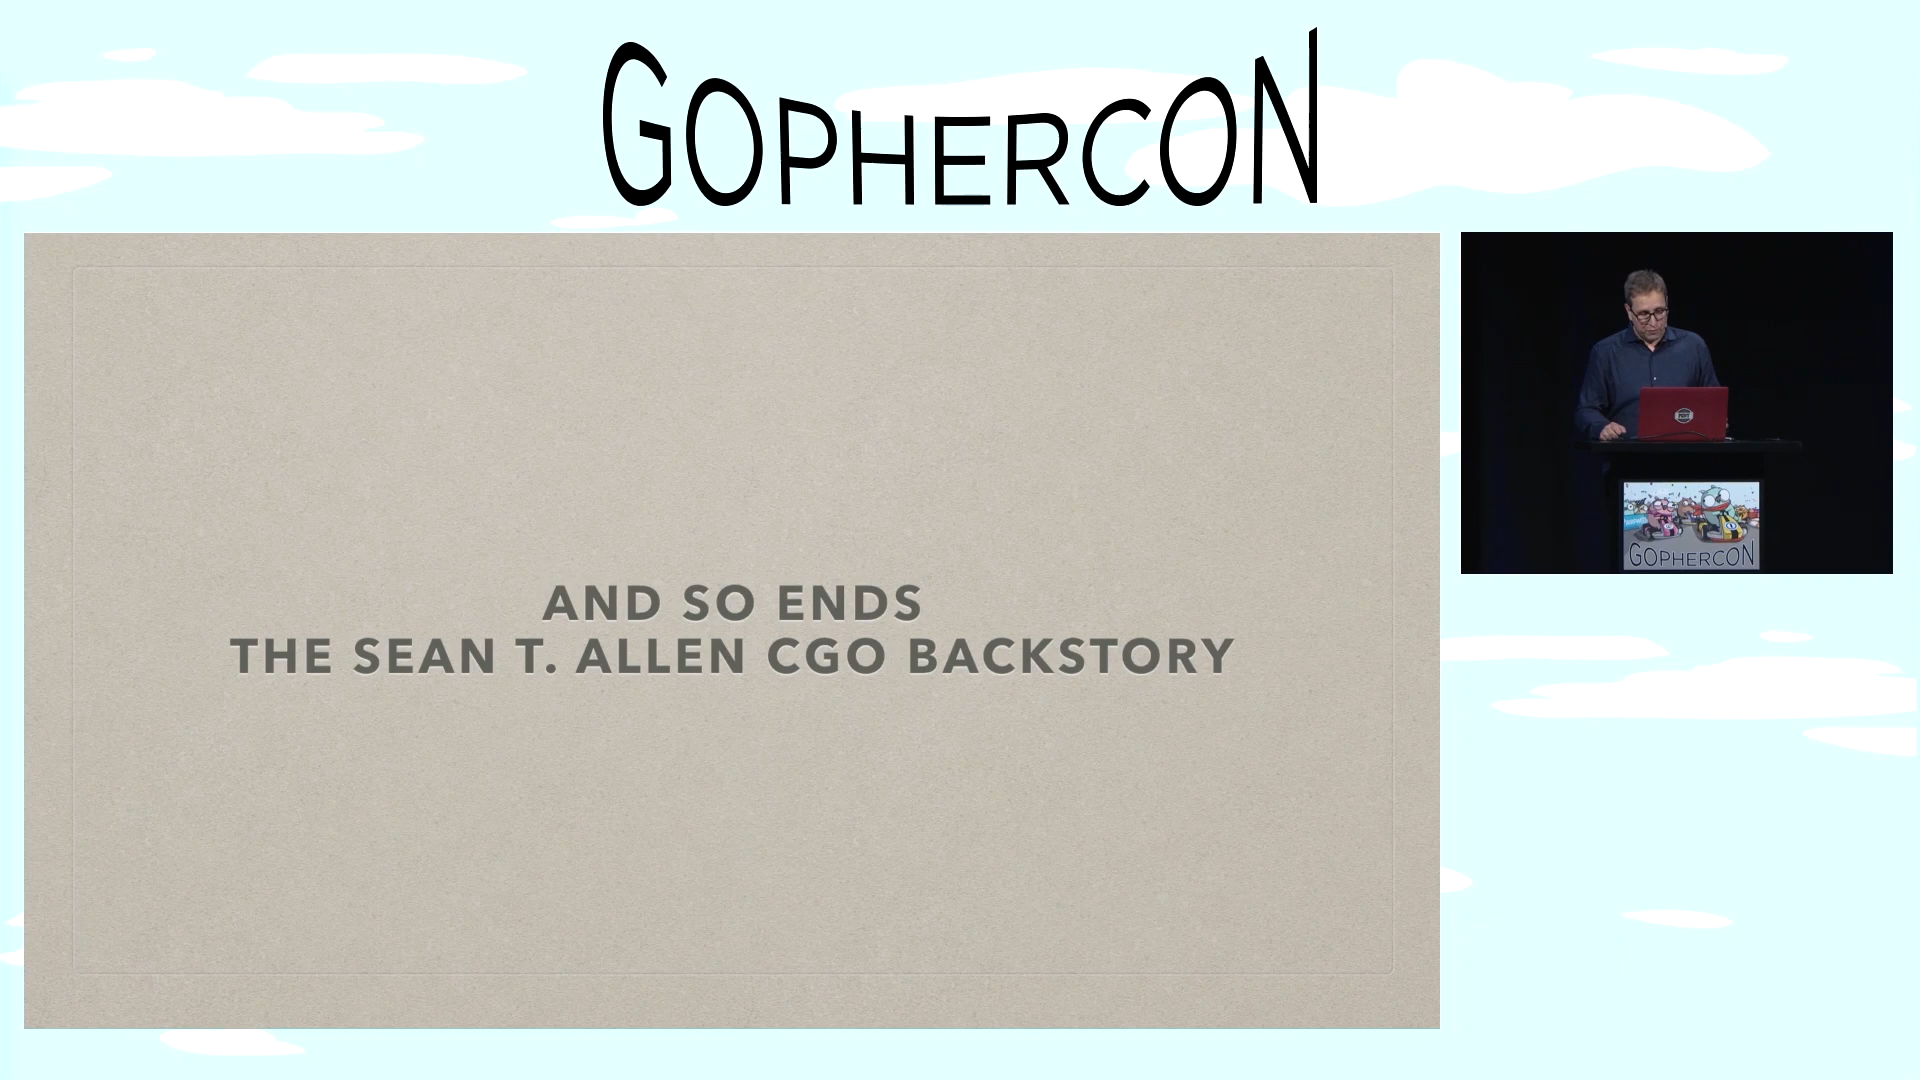 GOPHERCON
AND SO ENDS
THE SEAN T. ALLEN CGO BACKSTORY
GOPHERCON